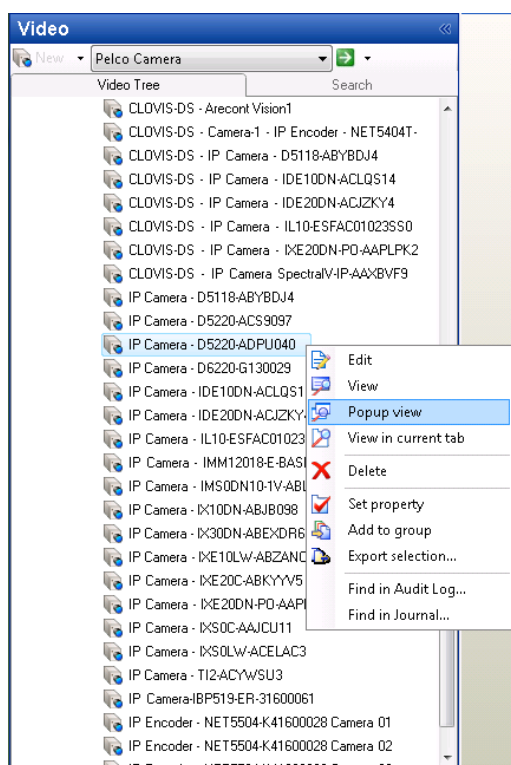 Video
New
Pelco Camera
Video Tree
Search
CLOVIS-DS - Arecont Vision1
CLOVIS-DS - Camera-1 - IP Encoder - NET5404T-
CLOVIS-DS - IP Camera - D5118-ABYBDJ4
CLOVIS-DS - IP Camera - IDE10DN-ACLQS14
CLOVIS-DS - IP Camera - IDE20DN-ACJZKY4
CLOVIS-DS - IP Camera - IL10-ESFAC01023SS0
CLOVIS-DS - IP Camera - IXE20DN-PO-AAPLPK2
CLOVIS-DS - IP Camera SpectraIV-IP-AAXBVF9
IP Camera - D5118-ABYBDJ4
IP Camera - D5220-ACS9097
IP Camera - D5220-ADPU040
IP Camera - D6220-G130029
IP Camera - IDE10DN-ACLQS1
IP Camera - IDE20DN-ACJZKY
IP Camera - IL10-ESFAC01023
IP Camera - IMM12018-E-BASI
IP Camera - IMS0DN10-1V-ABL
IP Camera - IX10DN-ABJB098
IP Camera - IX30DN-ABEXDR6
IP Camera - IXE10LW-ABZANC
IP Camera - IXE20C-ABKYYV5
IP Camera - IXE20DN-PO-AAPL
IP Camera - IXS0C-AAJCU11
IP Camera - IXS0LW-ACELAC3
IP Camera - TI2-ACYWSU3
IP Camera-IBP519-ER-31600061
IP Encoder - NET5504-K41600028 Camera 01
IP Encoder - NET5504-K41600028 Camera 02
Edit
View
Popup view
View in current tab
Delete
Set property
Add to group
Export selection...
Find in Audit Log...
Find in Journal...